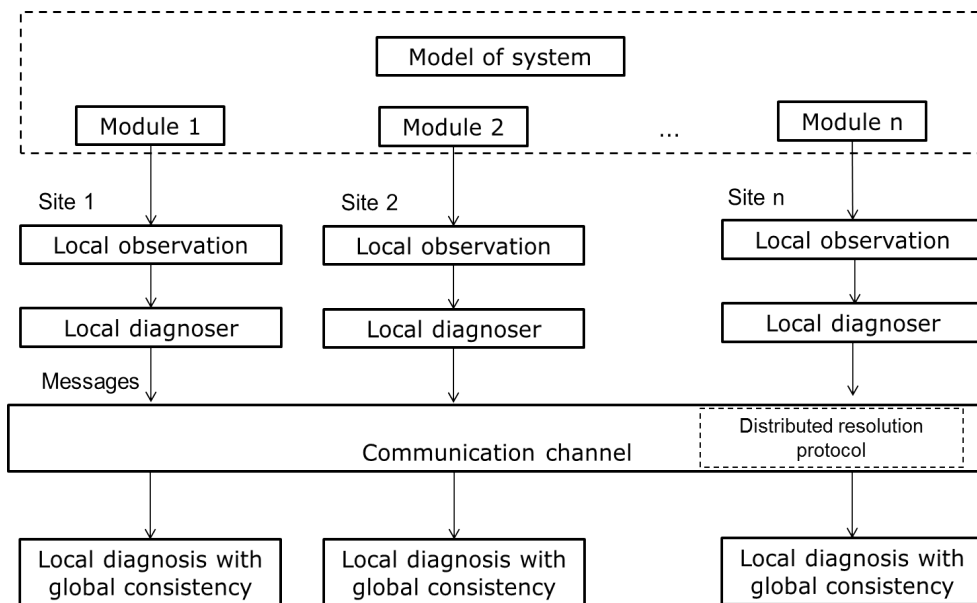 Model of system
Module 1
Module 2
...
Module n
Site 1
Site 2
Site n
Local observation
Local observation
Local observation
Local diagnoser
Local diagnoser
Local diagnoser
Messages
Communication channel
Distributed resolution
protocol
Local diagnosis with
global consistency
Local diagnosis with
global consistency
Local diagnosis with
global consistency